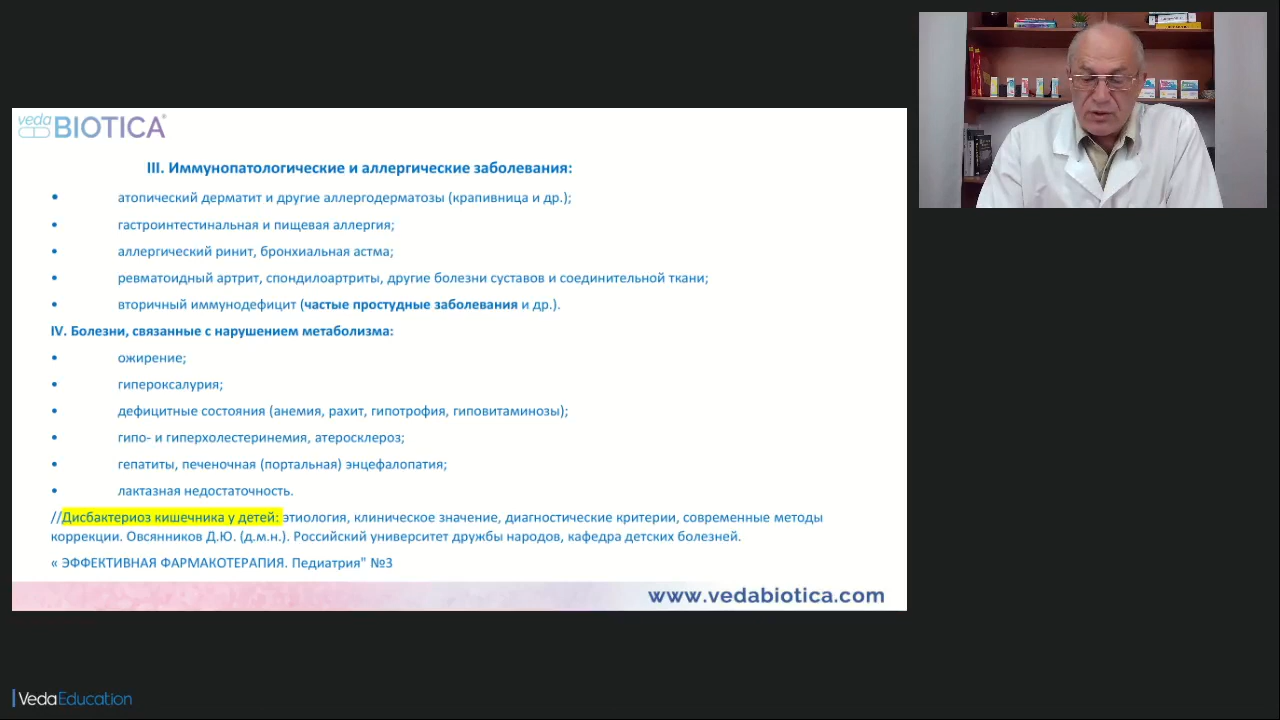 veda
BIOTICA®
III. Иммунопатологические и аллергические заболевания:
• атопический дерматит и другие аллергодерматозы (крапивница и др.);
• гастроинтестинальная и пищевая аллергия;
• аллергический ринит, бронхиальная астма;
• ревматоидный артрит, спондилоартриты, другие болезни суставов и соединительной ткани;
• вторичный иммунодефицит (частые простудные заболевания и др.).
IV. Болезни, связанные с нарушением метаболизма:
• ожирение;
• гипероксалурия;
• дефицитные состояния (анемия, рахит, гипотрофия, гиповитаминозы);
• гипо- и гиперхолестеринемия, атеросклероз;
• гепатиты, печеночная (портальная) энцефалопатия;
• лактазная недостаточность.
//Дисбактериоз кишечника у детей: этиология, клиническое значение, диагностические критерии, современные методы
коррекции. Овсянников Д.Ю. (д.м.н.). Российский университет дружбы народов, кафедра детских болезней.
« ЭФФЕКТИВНАЯ ФАРМАКОТЕРАПИЯ. Педиатрия" №3
www.vedabiotica.com
VedaEducation